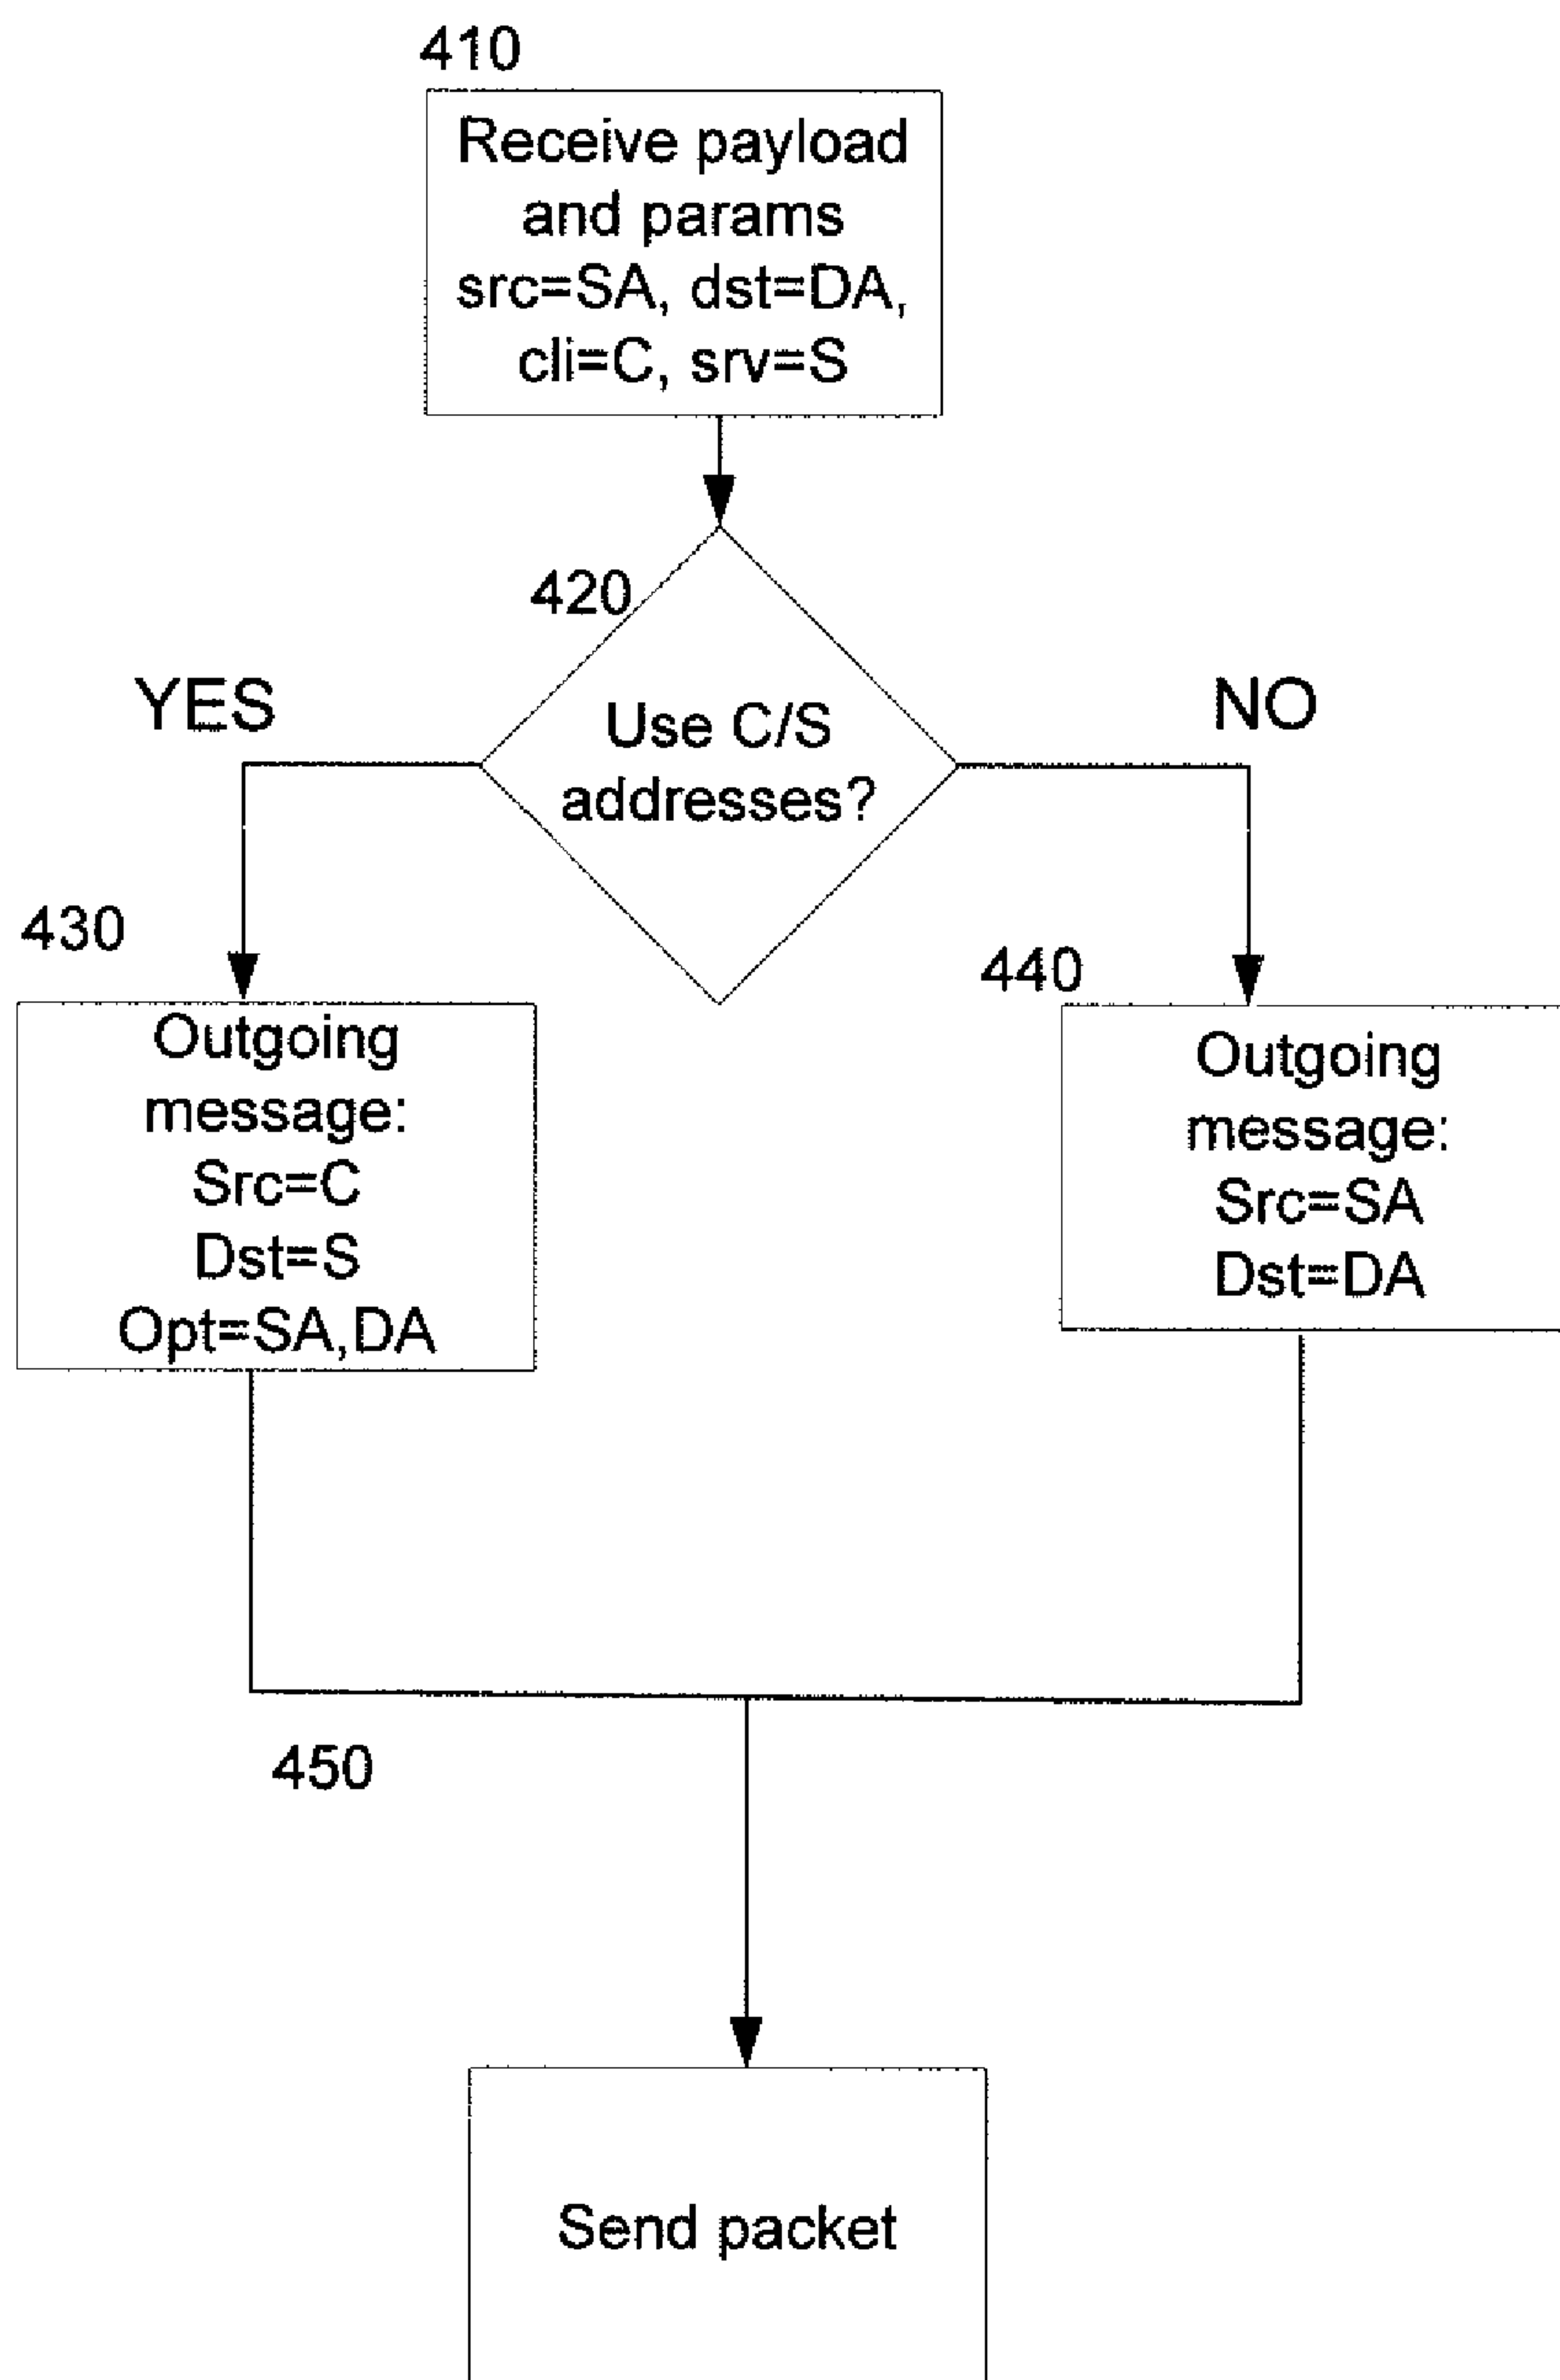 410
Receive payload
and params
src=SA, dst=DA,
cli=C, srv=S
420
YES
NO
Use C/S
addresses?
430
Outgoing
message:
Src=C
Dst=S
Opt=SA,DA
440
Outgoing
message:
Src=SA
Dst=DA
450
Send packet